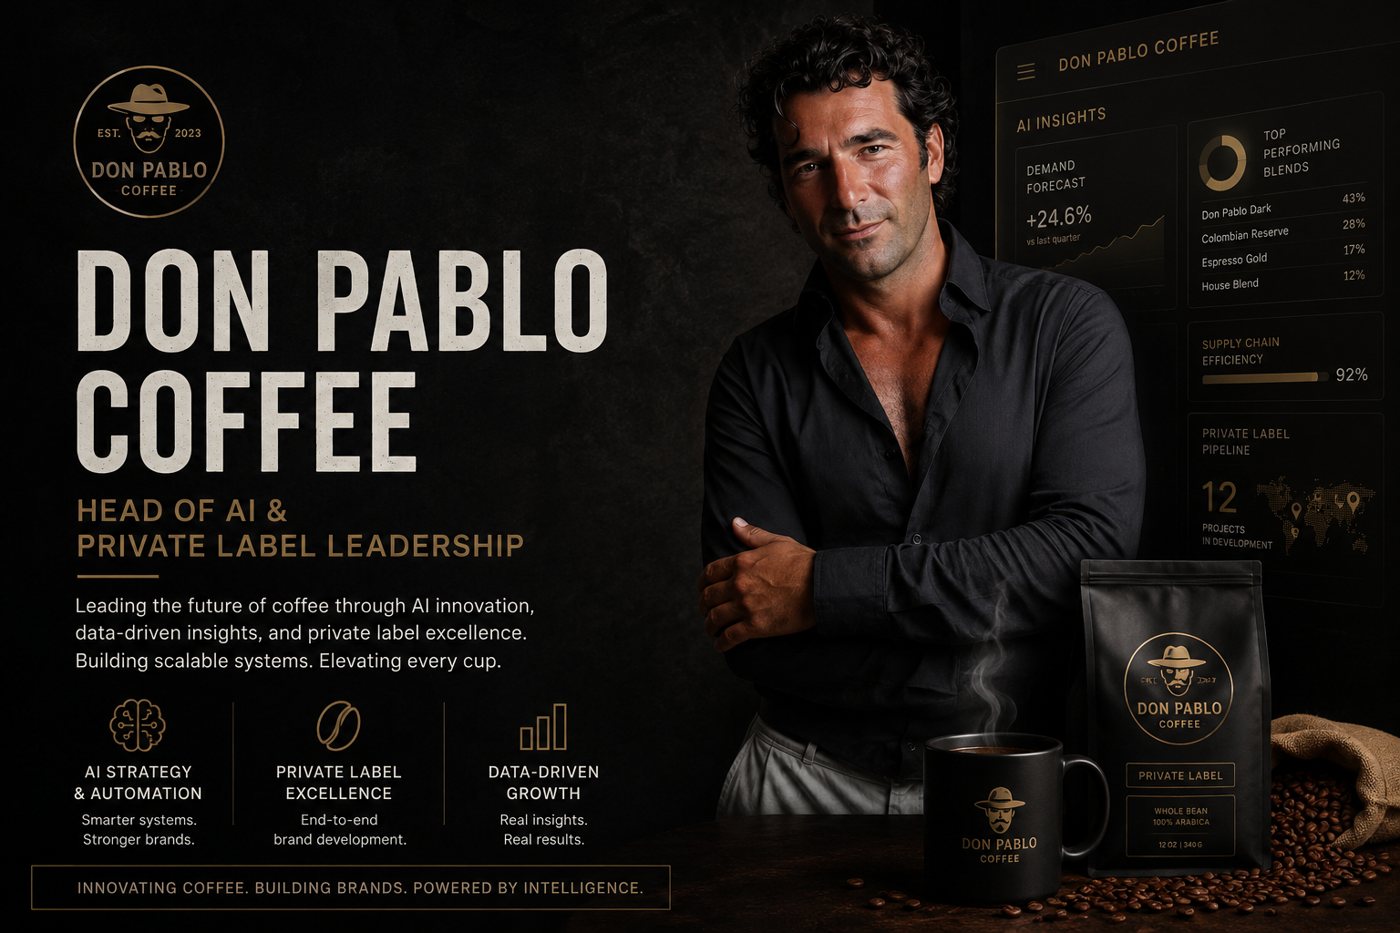 EST. 2023
DON PABLO
COFFEE
DON PABLO
COFFEE
HEAD OF AI &
PRIVATE LABEL LEADERSHIP
Leading the future of coffee through AI innovation,
data-driven insights, and private label excellence.
Building scalable systems. Elevating every cup.
AI STRATEGY
& AUTOMATION
Smarter systems.
Stronger brands.
PRIVATE LABEL
EXCELLENCE
End-to-end
brand development.
DATA-DRIVEN
GROWTH
Real insights.
Real results.
INNOVATING COFFEE. BUILDING BRANDS. POWERED BY INTELLIGENCE.
DON PABLO COFFEE
AI INSIGHTS
DEMAND
FORECAST
+24.6%
vs last quarter
TOP
PERFORMING
BLENDS
Don Pablo Dark 43%
Colombian Reserve 28%
Espresso Gold 17%
House Blend 12%
SUPPLY CHAIN
EFFICIENCY
92%
PRIVATE LABEL
PIPELINE
12
PROJECTS
IN DEVELOPMENT
DON PABLO
COFFEE
DON PABLO
COFFEE
PRIVATE LABEL
WHOLE BEAN
100% ARABICA
12 OZ | 340 G